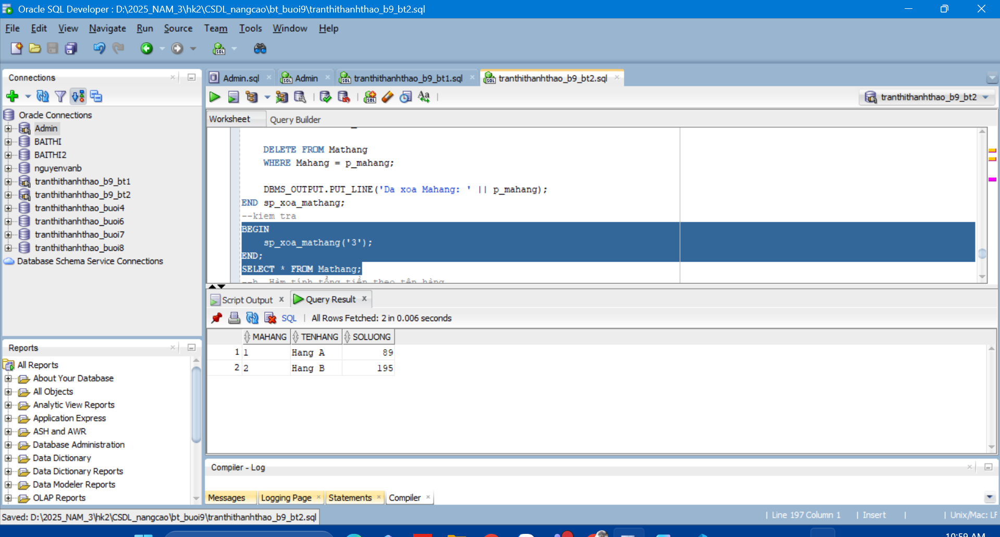 Oracle SQL Developer : D:\2025_NAM_3\hk2\CSDL_nangcao\bt_buoi9\tranthithanhthao_b9_bt2.sql
File Edit View Navigate Run Source Team Tools Window Help
Connections
Oracle Connections
Admin
BAITHI
BAITHI2
nguyenvanb
tranthithanhthao_b9_bt1
tranthithanhthao_b9_bt2
tranthithanhthao_buoi4
tranthithanhthao_buoi6
tranthithanhthao_buoi7
tranthithanhthao_buoi8
Database Schema Service Connections
Reports
All Reports
About Your Database
All Objects
Analytic View Reports
Application Express
ASH and AWR
Database Administration
Data Dictionary
Data Dictionary Reports
Data Modeler Reports
OLAP Reports
Admin.sql Admin tranthithanhthao_b9_bt1.sql tranthithanhthao_b9_bt2.sql
tranthithanhthao_b9_bt2
Worksheet Query Builder
DELETE FROM Mathang
WHERE Mahang = p_mahang;
DBMS_OUTPUT.PUT_LINE('Da xoa Mahang: ' || p_mahang);
END sp_xoa_mathang;
--kiem tra
BEGIN
sp_xoa_mathang('3');
END;
SELECT * FROM Mathang;
--b. Hàm tính tổng tiền theo tên hàng
Script Output x Query Result x
SQL | All Rows Fetched: 2 in 0.006 seconds
MAHANG TENHANG SOLUONG
1 1 Hang A 89
2 2 Hang B 195
Compiler - Log
Messages Logging Page Statements Compiler
Saved: D:\2025_NAM_3\hk2\CSDL_nangcao\bt_buoi9\tranthithanhthao_b9_bt2.sql
| Line 197 Column 1 | Insert | | Unix/Mac: LF
10:59 AM